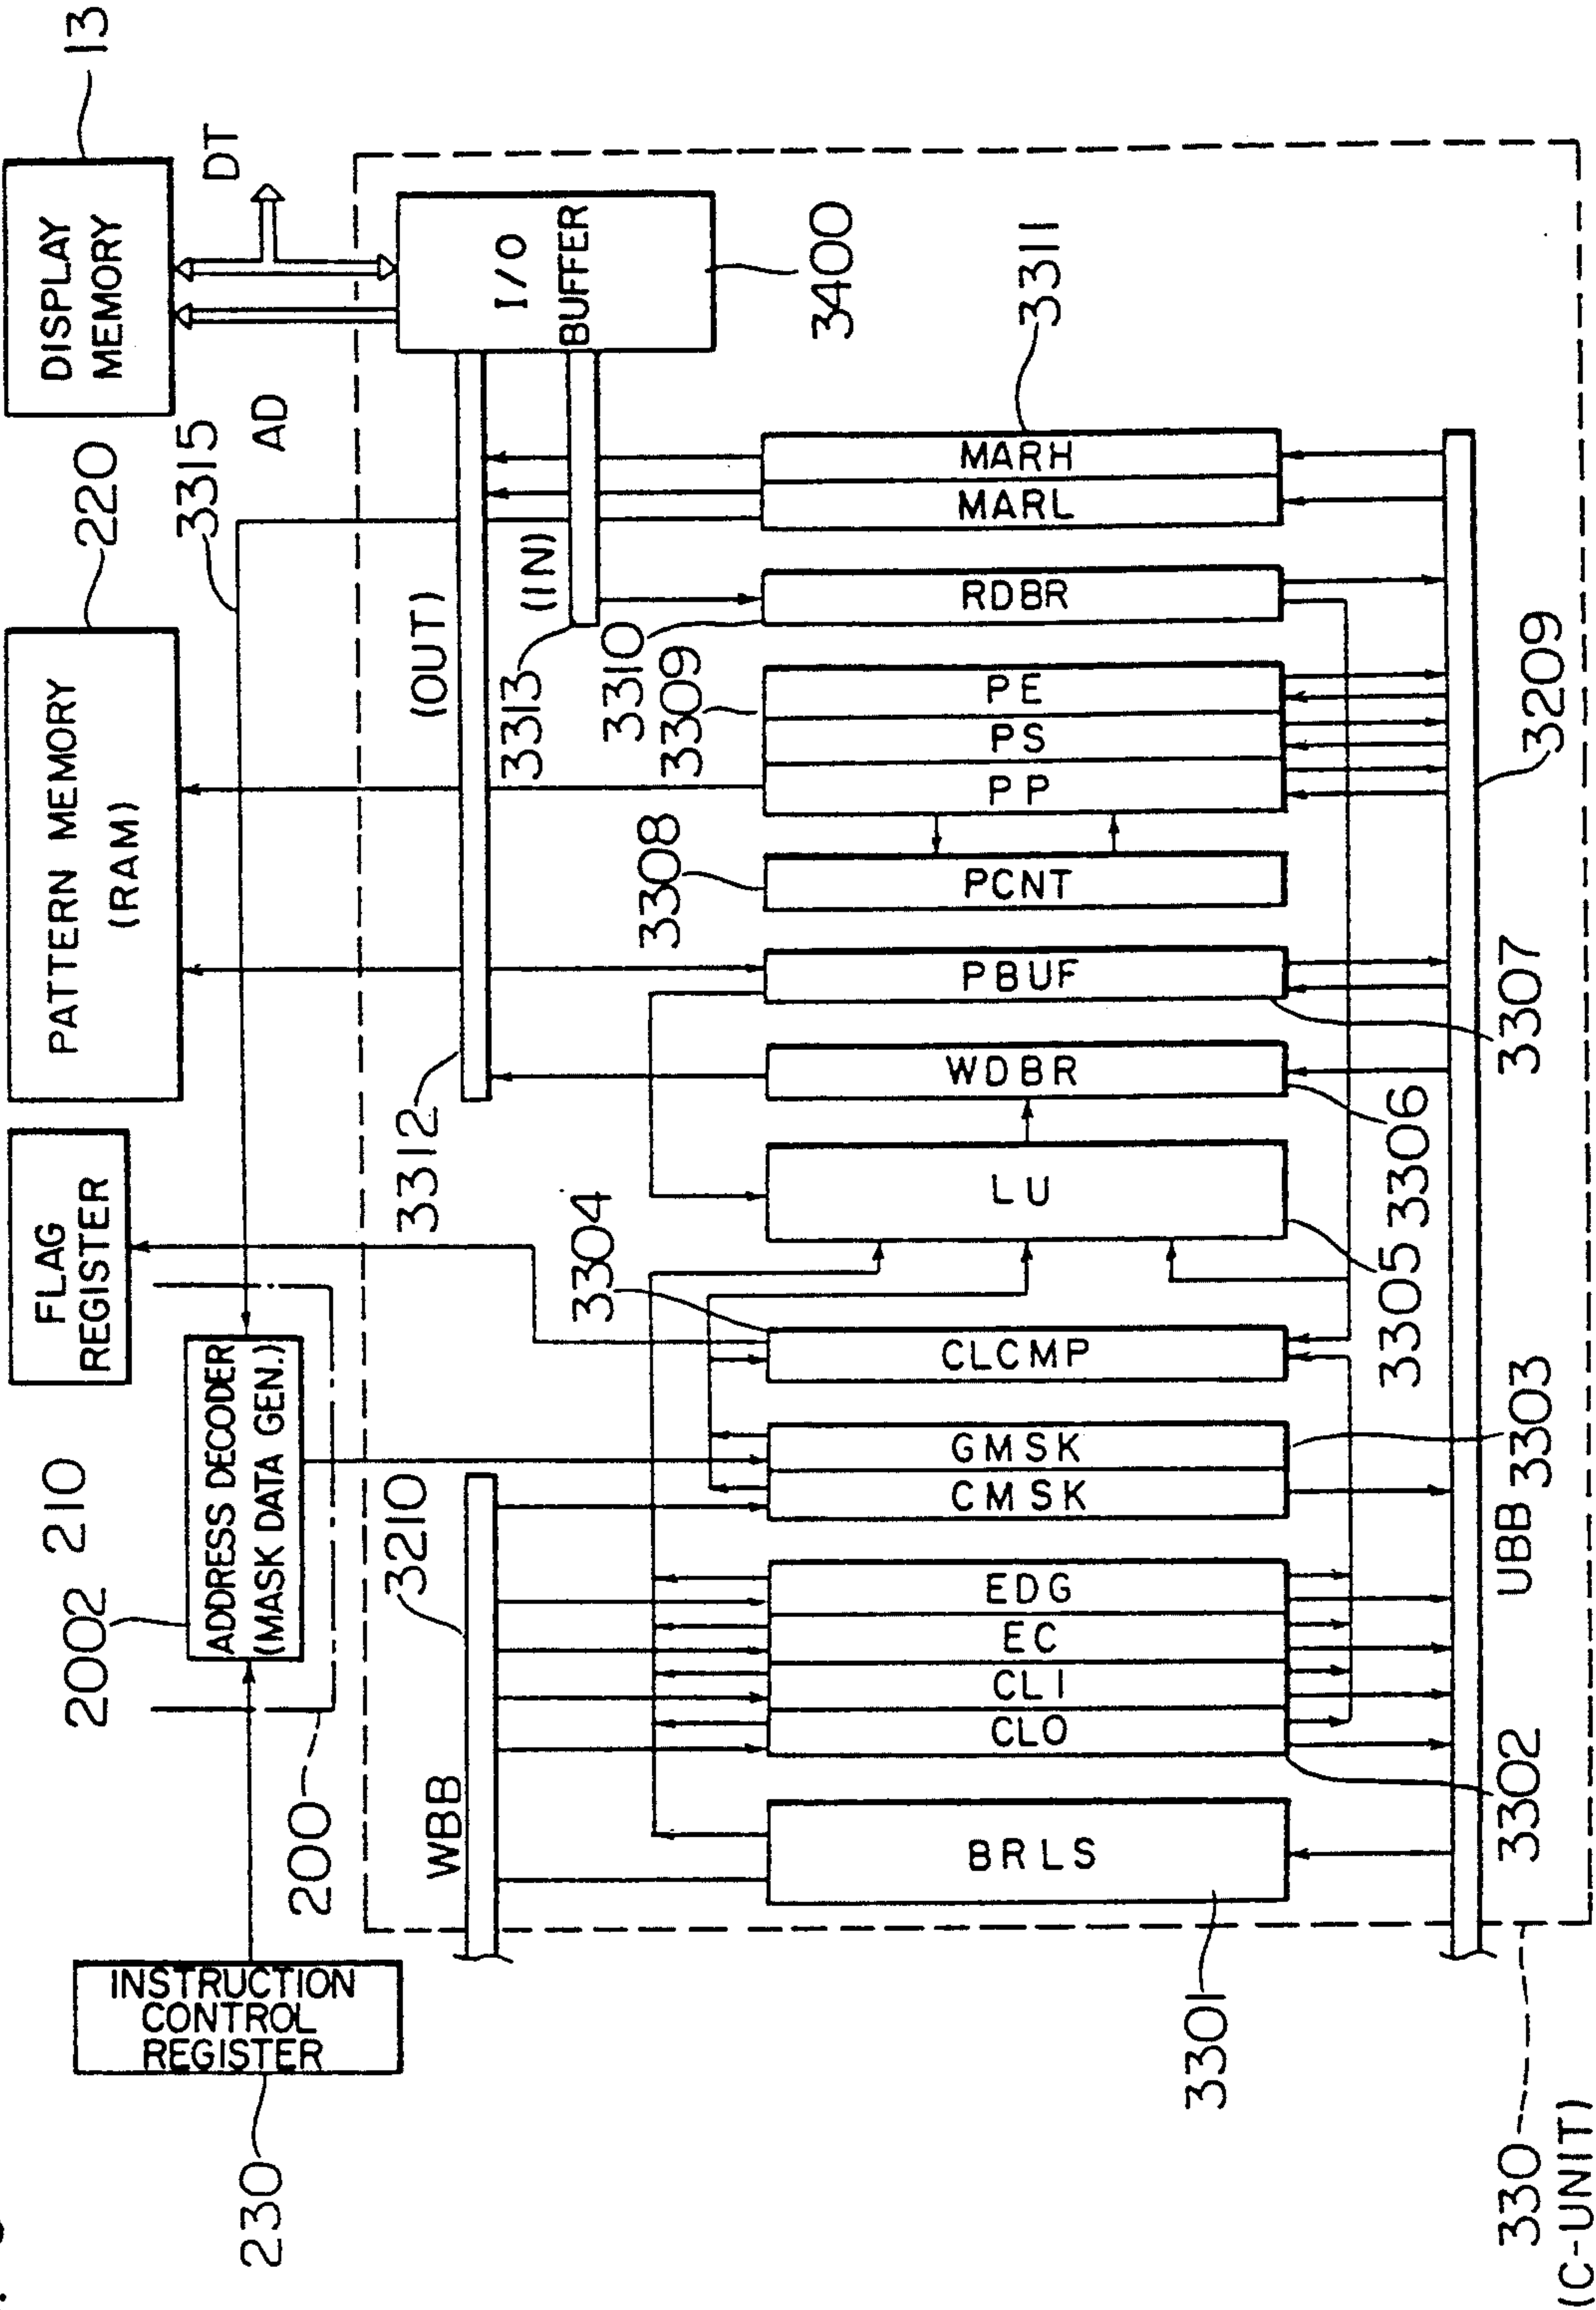 230
INSTRUCTION
CONTROL
REGISTER
2002
210
ADDRESS DECODER
(MASK DATA GEN.)
FLAG
REGISTER
PATTERN MEMORY
(RAM)
220
3315
DISPLAY
MEMORY
13
DT
AD
200
WBB
3210
3312
(OUT)
3313
(IN)
I/O
BUFFER
3400
3304
3308
3309
3310
3311
BRLS
CLO
CLI
EC
EDG
CMSK
GMSK
CLCMP
LU
WDBR
PBUF
PCNT
PP
PS
PE
RDBR
MARL
MARH
3301
3302
UBB
3303
3305
3306
3307
3209
330
(C-UNIT)